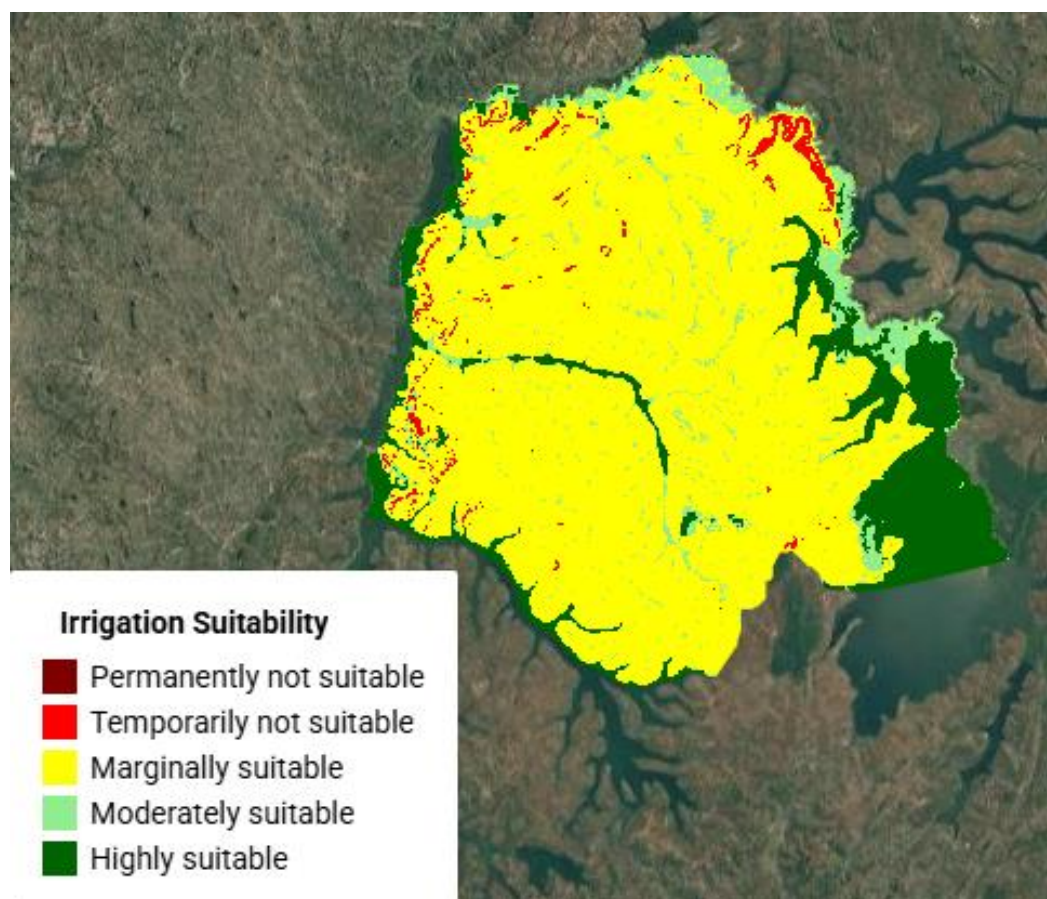 Irrigation Suitability
Permanently not suitable
Temporarily not suitable
Marginally suitable
Moderately suitable
Highly suitable